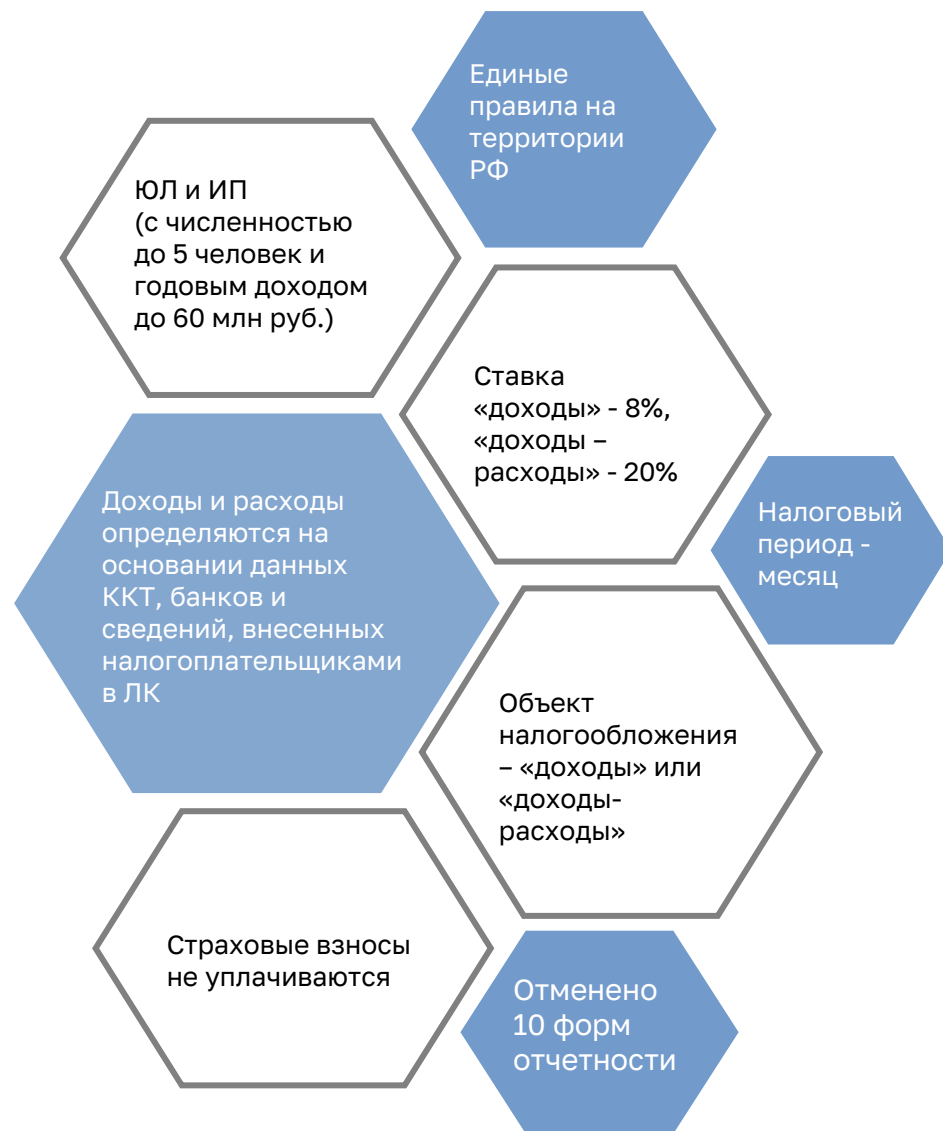 Единые
правила на
территории
РФ
ЮЛ и ИП
(с численностью
до 5 человек и
годовым доходом
до 60 млн руб.)
Ставка
«доходы» - 8%,
«доходы –
расходы» - 20%
Налоговый
период -
месяц
Доходы и расходы
определяются на
основании данных
ККТ, банков и
сведений, внесенных
налогоплательщиками
в ЛК
Объект
налогообложения
– «доходы» или
«доходы-
расходы»
Страховые взносы
не уплачиваются
Отменено
10 форм
отчетности